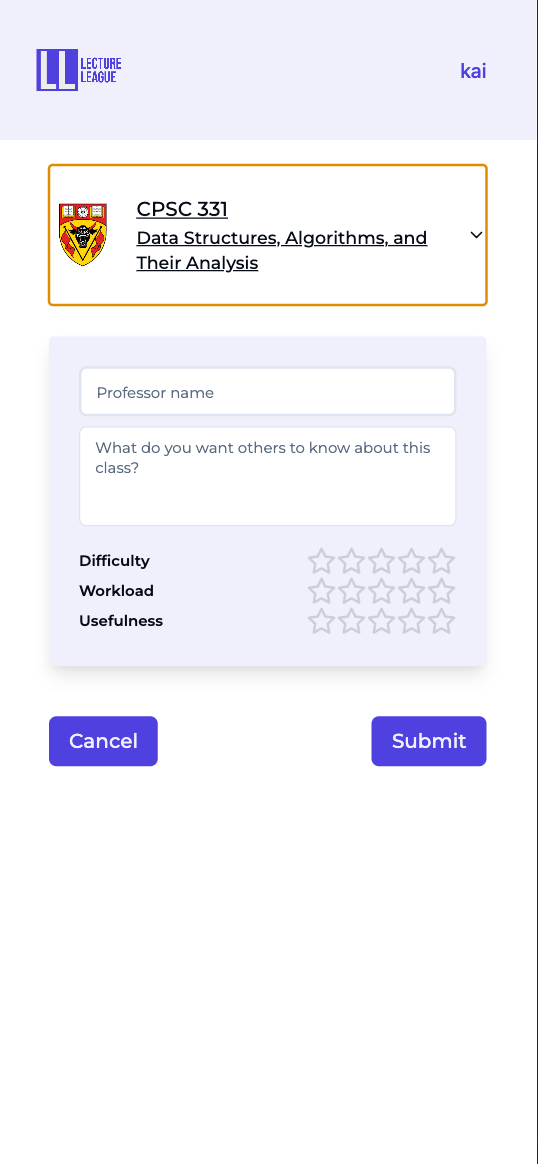 LECTURE
LEAGUE
kai
CPSC 331
Data Structures, Algorithms, and
Their Analysis
Professor name
What do you want others to know about this
class?
Difficulty
Workload
Usefulness
Cancel
Submit